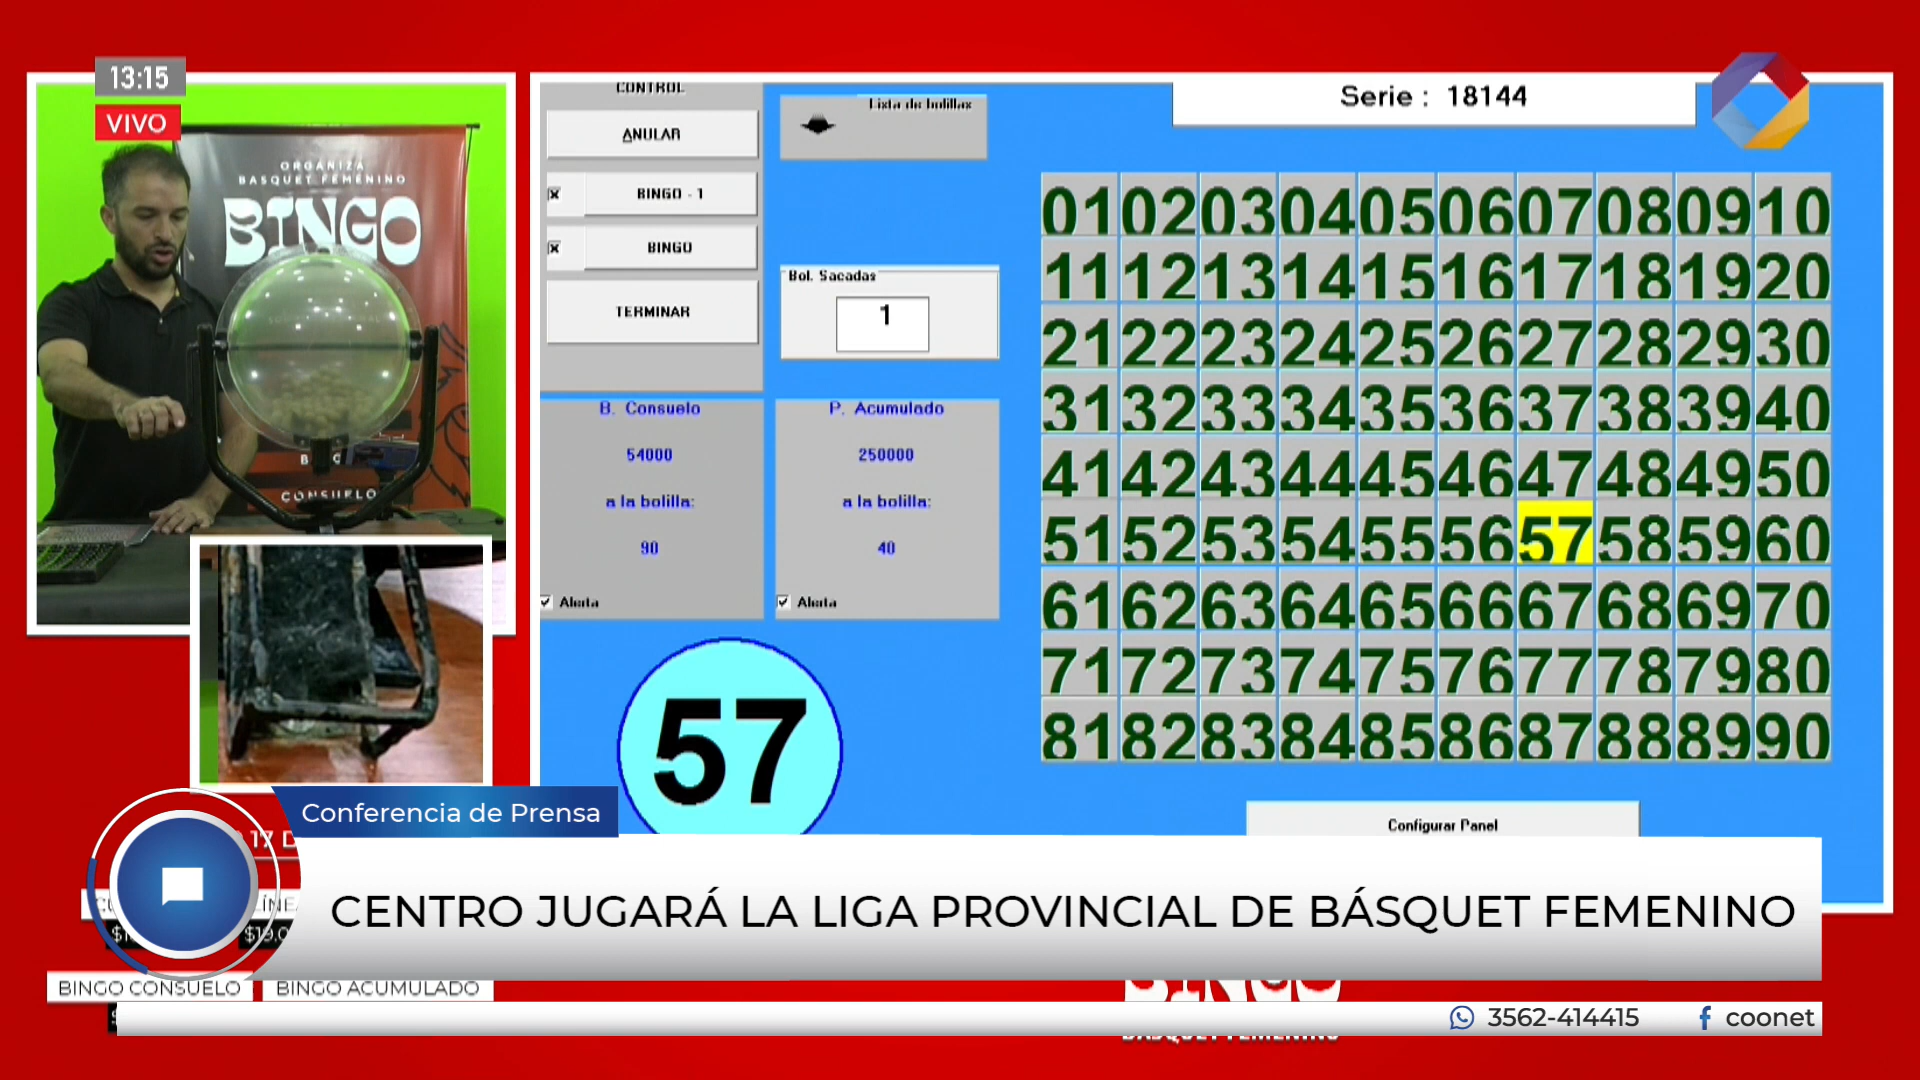 13:15
VIVO
ORGANIZA
BASQUET FEMENINO
BINGO
CONSUELO
CONTROL
ANULAR
BINGO - 1
BINGO
TERMINAR
Lista de bolillas
Bol. Sacadas
1
B. Consuelo
54000
a la bolilla:
90
Alerta
P. Acumulado
250000
a la bolilla:
40
Alerta
57
Serie : 18144
01 02 03 04 05 06 07 08 09 10
11 12 13 14 15 16 17 18 19 20
21 22 23 24 25 26 27 28 29 30
31 32 33 34 35 36 37 38 39 40
41 42 43 44 45 46 47 48 49 50
51 52 53 54 55 56 57 58 59 60
61 62 63 64 65 66 67 68 69 70
71 72 73 74 75 76 77 78 79 80
81 82 83 84 85 86 87 88 89 90
Configurar Panel
Conferencia de Prensa
CENTRO JUGARÁ LA LIGA PROVINCIAL DE BÁSQUET FEMENINO
BINGO CONSUELO
BINGO ACUMULADO
BINGO
BASQUET FEMENINO
3562-414415
coonet